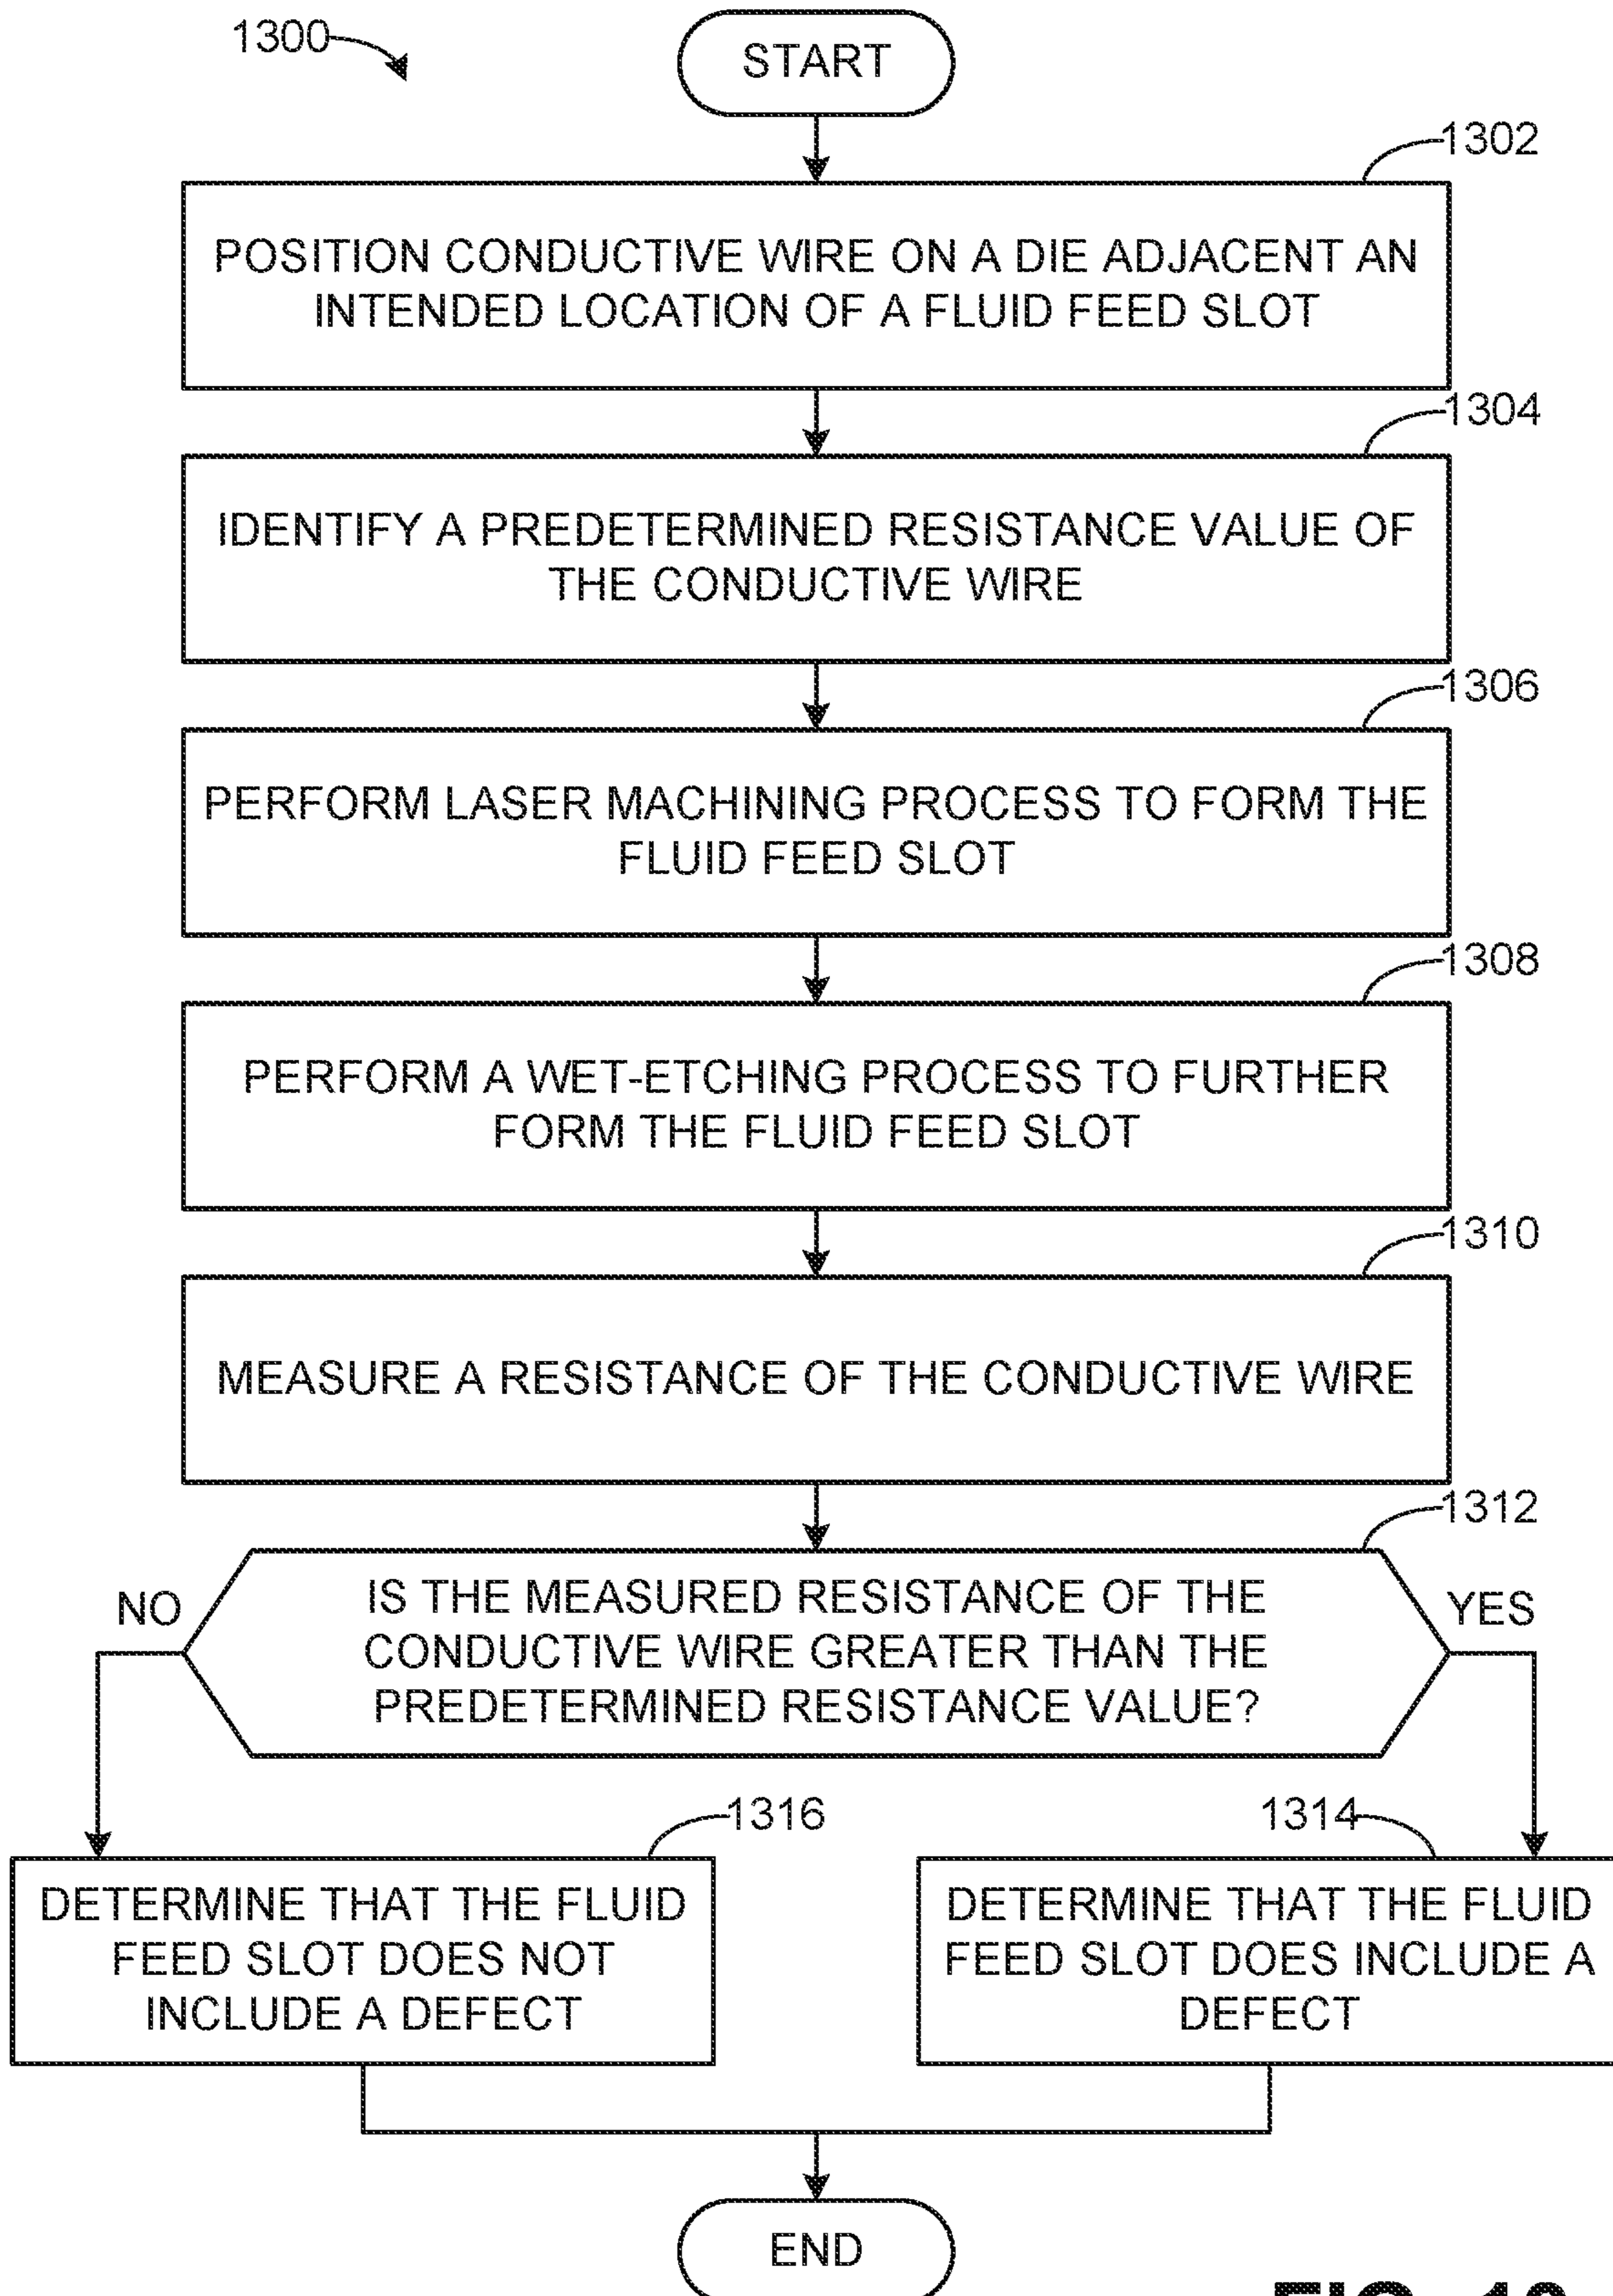 1300
START
1302
POSITION CONDUCTIVE WIRE ON A DIE ADJACENT AN
INTENDED LOCATION OF A FLUID FEED SLOT
1304
IDENTIFY A PREDETERMINED RESISTANCE VALUE OF
THE CONDUCTIVE WIRE
1306
PERFORM LASER MACHINING PROCESS TO FORM THE
FLUID FEED SLOT
1308
PERFORM A WET-ETCHING PROCESS TO FURTHER
FORM THE FLUID FEED SLOT
1310
MEASURE A RESISTANCE OF THE CONDUCTIVE WIRE
1312
NO
IS THE MEASURED RESISTANCE OF THE
CONDUCTIVE WIRE GREATER THAN THE
PREDETERMINED RESISTANCE VALUE?
YES
1316
DETERMINE THAT THE FLUID
FEED SLOT DOES NOT
INCLUDE A DEFECT
1314
DETERMINE THAT THE FLUID
FEED SLOT DOES INCLUDE A
DEFECT
END